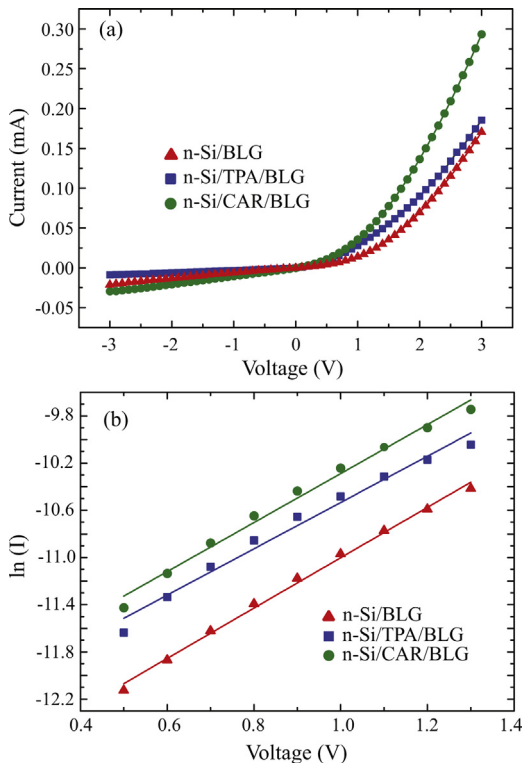 (a)
0.30
0.25
0.20
0.15
0.10
0.05
0.00
-0.05
Current (mA)
n-Si/BLG
n-Si/TPA/BLG
n-Si/CAR/BLG
-3 -2 -1 0 1 2 3
Voltage (V)
(b)
-9.8
-10.2
-10.6
-11.0
-11.4
-11.8
-12.2
ln (I)
n-Si/BLG
n-Si/TPA/BLG
n-Si/CAR/BLG
0.4 0.6 0.8 1.0 1.2 1.4
Voltage (V)